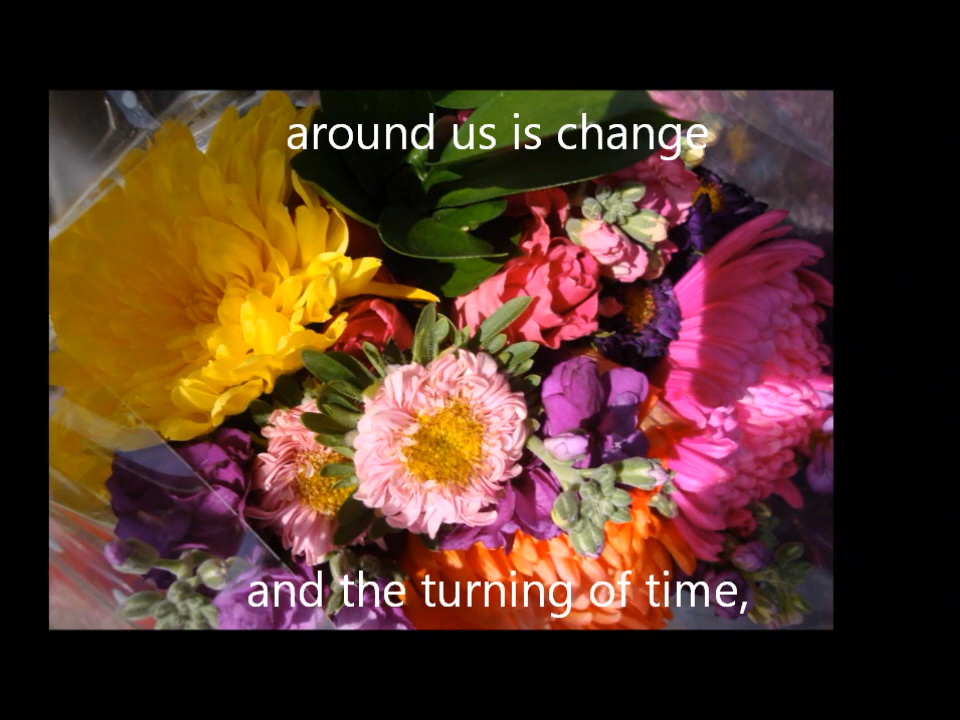 around us is change
and the turning of time,